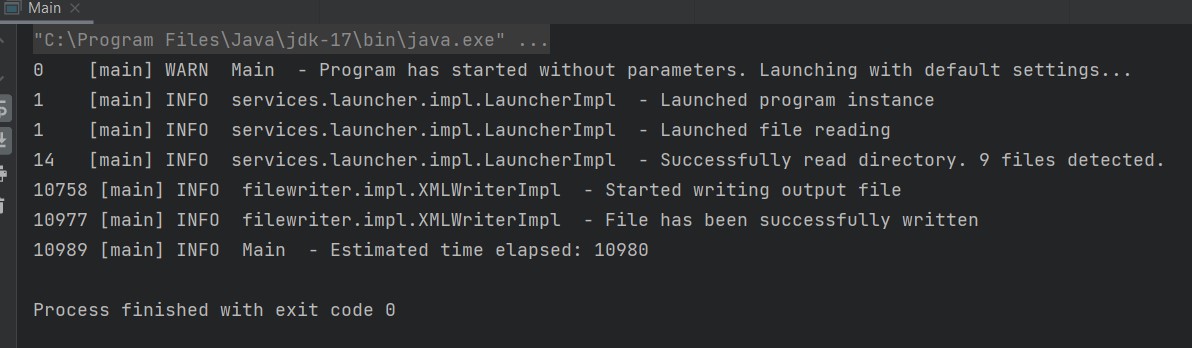 Main
"C:\Program Files\Java\jdk-17\bin\java.exe" ...
0    [main] WARN  Main  - Program has started without parameters. Launching with default settings...
1    [main] INFO  services.launcher.impl.LauncherImpl  - Launched program instance
1    [main] INFO  services.launcher.impl.LauncherImpl  - Launched file reading
14   [main] INFO  services.launcher.impl.LauncherImpl  - Successfully read directory. 9 files detected.
10758 [main] INFO  filewriter.impl.XMLWriterImpl  - Started writing output file
10977 [main] INFO  filewriter.impl.XMLWriterImpl  - File has been successfully written
10989 [main] INFO  Main  - Estimated time elapsed: 10980
Process finished with exit code 0